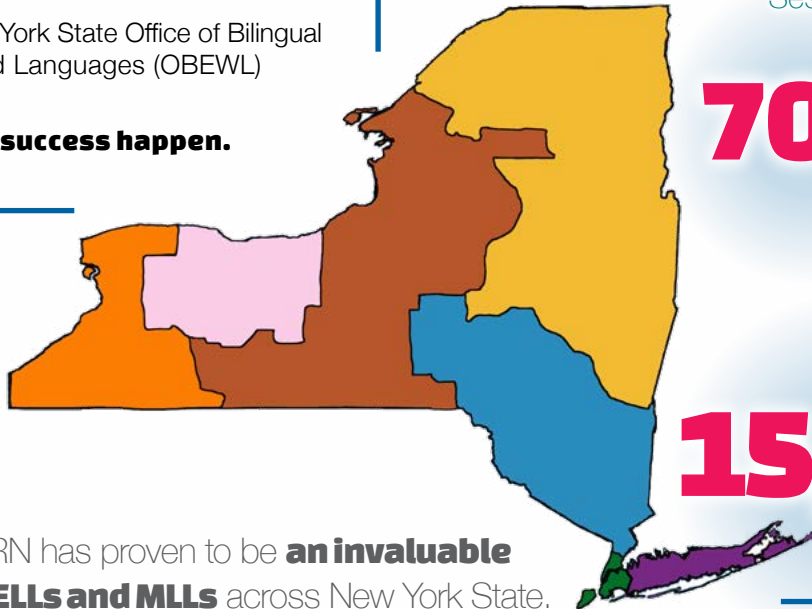 York State Office of Bilingual
Languages (OBEWL)
success happen.
70
15
RN has proven to be an invaluable
ELLs and MLLs across New York State.